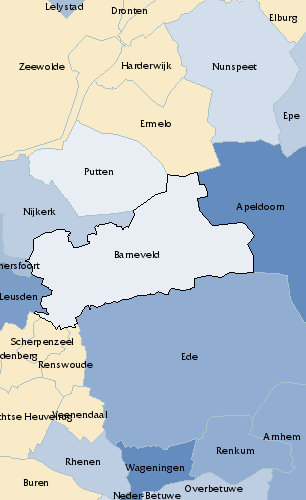 Lelystad
Dronten
Elburg
Zeewolde
Harderwijk
Nunspeet
Epe
Ermelo
Putten
Nijkerk
Apeldoorn
Barneveld
mersfoort
Leusden
Scherpenzeel
denberg
Renswoude
Ede
chtse Heuvelrug
Veenendaal
Arnhem
Renkum
Rhenen
Wageningen
Buren
Overbetuwe
Neder-Betuwe